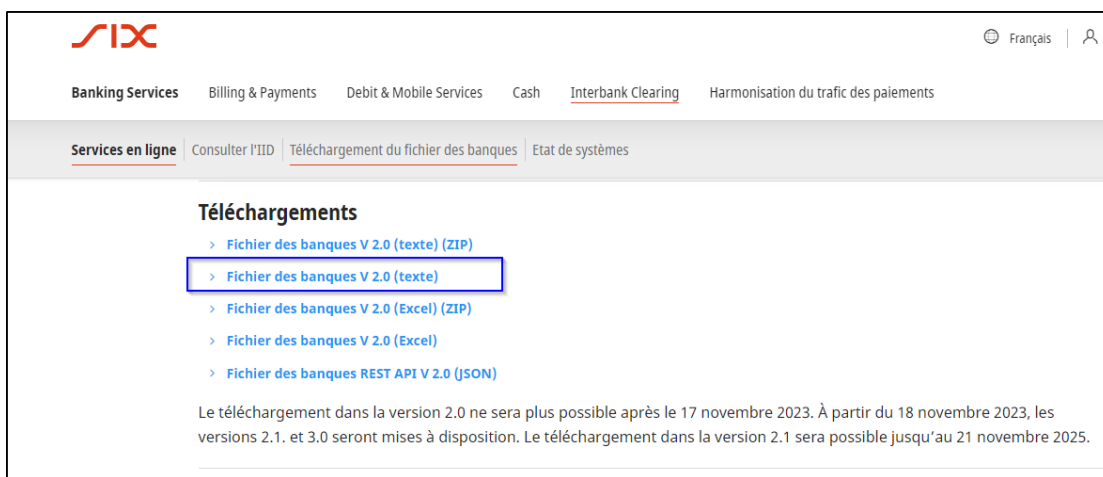 SIX
Français
Banking Services Billing & Payments Debit & Mobile Services Cash Interbank Clearing Harmonisation du trafic des paiements
Services en ligne Consulter l'IID Téléchargement du fichier des banques Etat de systèmes
Téléchargements
> Fichier des banques V 2.0 (texte) (ZIP)
> Fichier des banques V 2.0 (texte)
> Fichier des banques V 2.0 (Excel) (ZIP)
> Fichier des banques V 2.0 (Excel)
> Fichier des banques REST API V 2.0 (JSON)
Le téléchargement dans la version 2.0 ne sera plus possible après le 17 novembre 2023. À partir du 18 novembre 2023, les
versions 2.1. et 3.0 seront mises à disposition. Le téléchargement dans la version 2.1 sera possible jusqu'au 21 novembre 2025.